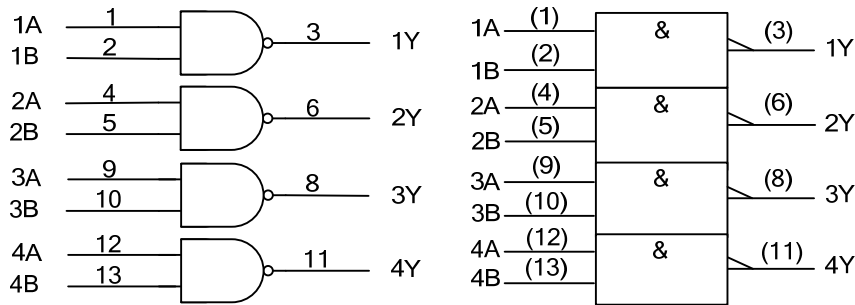 1A 1 3 1Y
1B 2
2A 4 6 2Y
2B 5
3A 9 8 3Y
3B 10
4A 12 11 4Y
4B 13
1A (1) & (3) 1Y
1B (2)
2A (4) & (6) 2Y
2B (5)
3A (9) & (8) 3Y
3B (10)
4A (12) & (11) 4Y
4B (13)